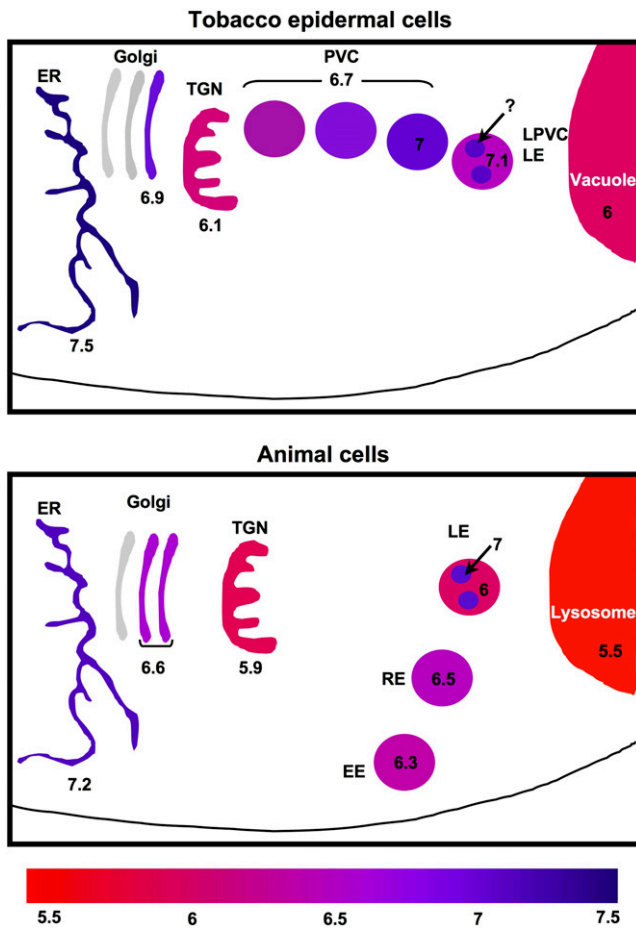 Tobacco epidermal cells
ER
Golgi
TGN
PVC
6.7
?
LPVC
LE
7
7.1
Vacuole
6
6.9
6.1
7.5
Animal cells
ER
Golgi
TGN
LE
7
6
Lysosome
5.5
6.6
5.9
RE
6.5
EE
6.3
7.2
5.5 6 6.5 7 7.5